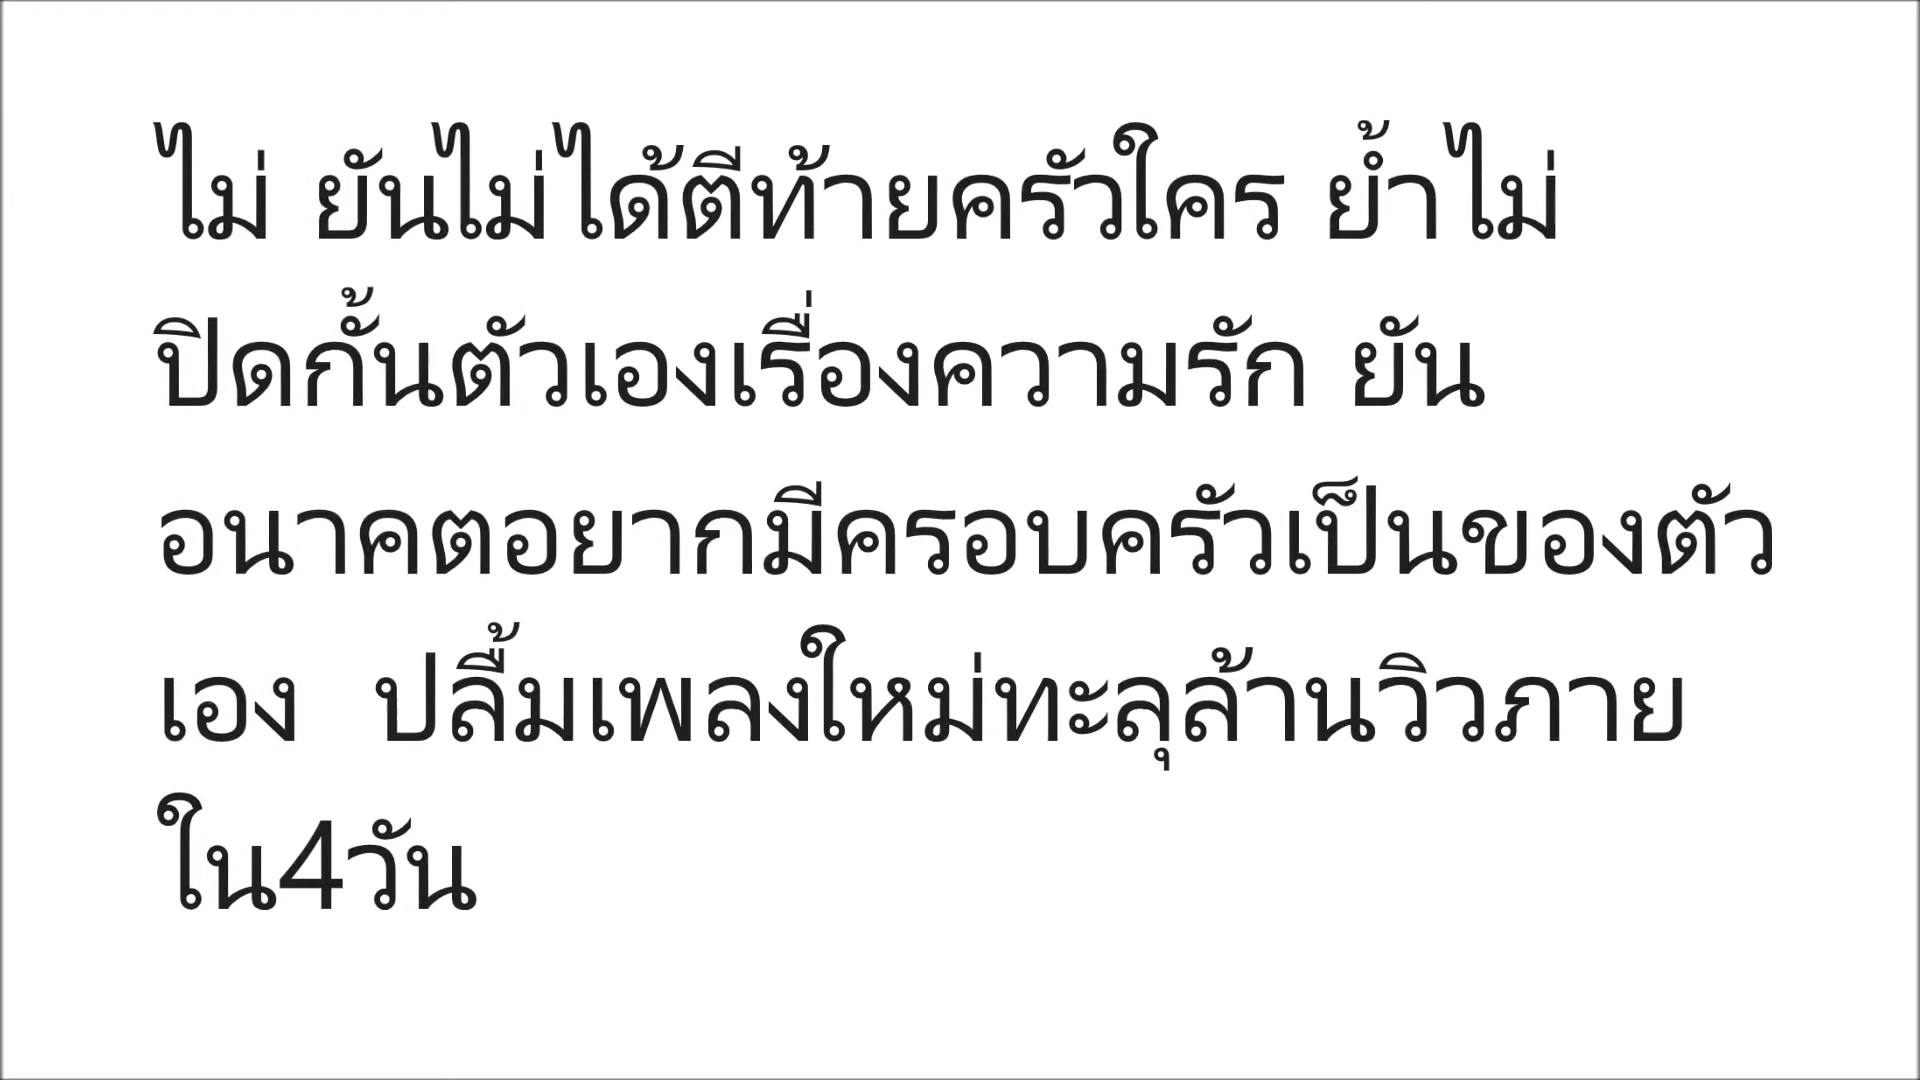 ไม่ ยันไม่ได้ตีท้ายครัวใคร ย้ำไม่
ปิดกั้นตัวเองเรื่องความรัก ยัน
อนาคตอยากมีครอบครัวเป็นของตัว
เอง  ปลื้มเพลงใหม่ทะลุล้านวิวภาย
ใน4วัน